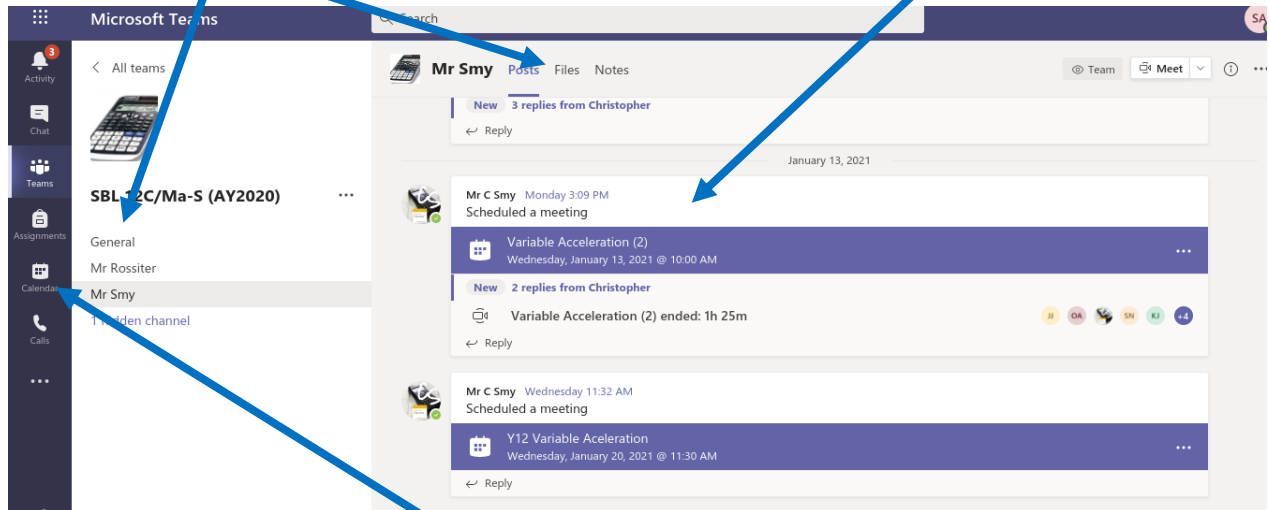 Microsoft Teams
Search
SA
3
Activity
Chat
Teams
Assignments
Calendar
Calls
All teams
SBL 12C/Ma-S (AY2020)
General
Mr Rossiter
Mr Smy
1 hidden channel
Mr Smy Posts Files Notes
Team Meet
New 3 replies from Christopher
Reply
January 13, 2021
Mr C Smy Monday 3:09 PM
Scheduled a meeting
Variable Acceleration (2)
Wednesday, January 13, 2021 @ 10:00 AM
New 2 replies from Christopher
Variable Acceleration (2) ended: 1h 25m
JJ OA SN KJ +4
Reply
Mr C Smy Wednesday 11:32 AM
Scheduled a meeting
Y12 Variable Aceleration
Wednesday, January 20, 2021 @ 11:30 AM
Reply